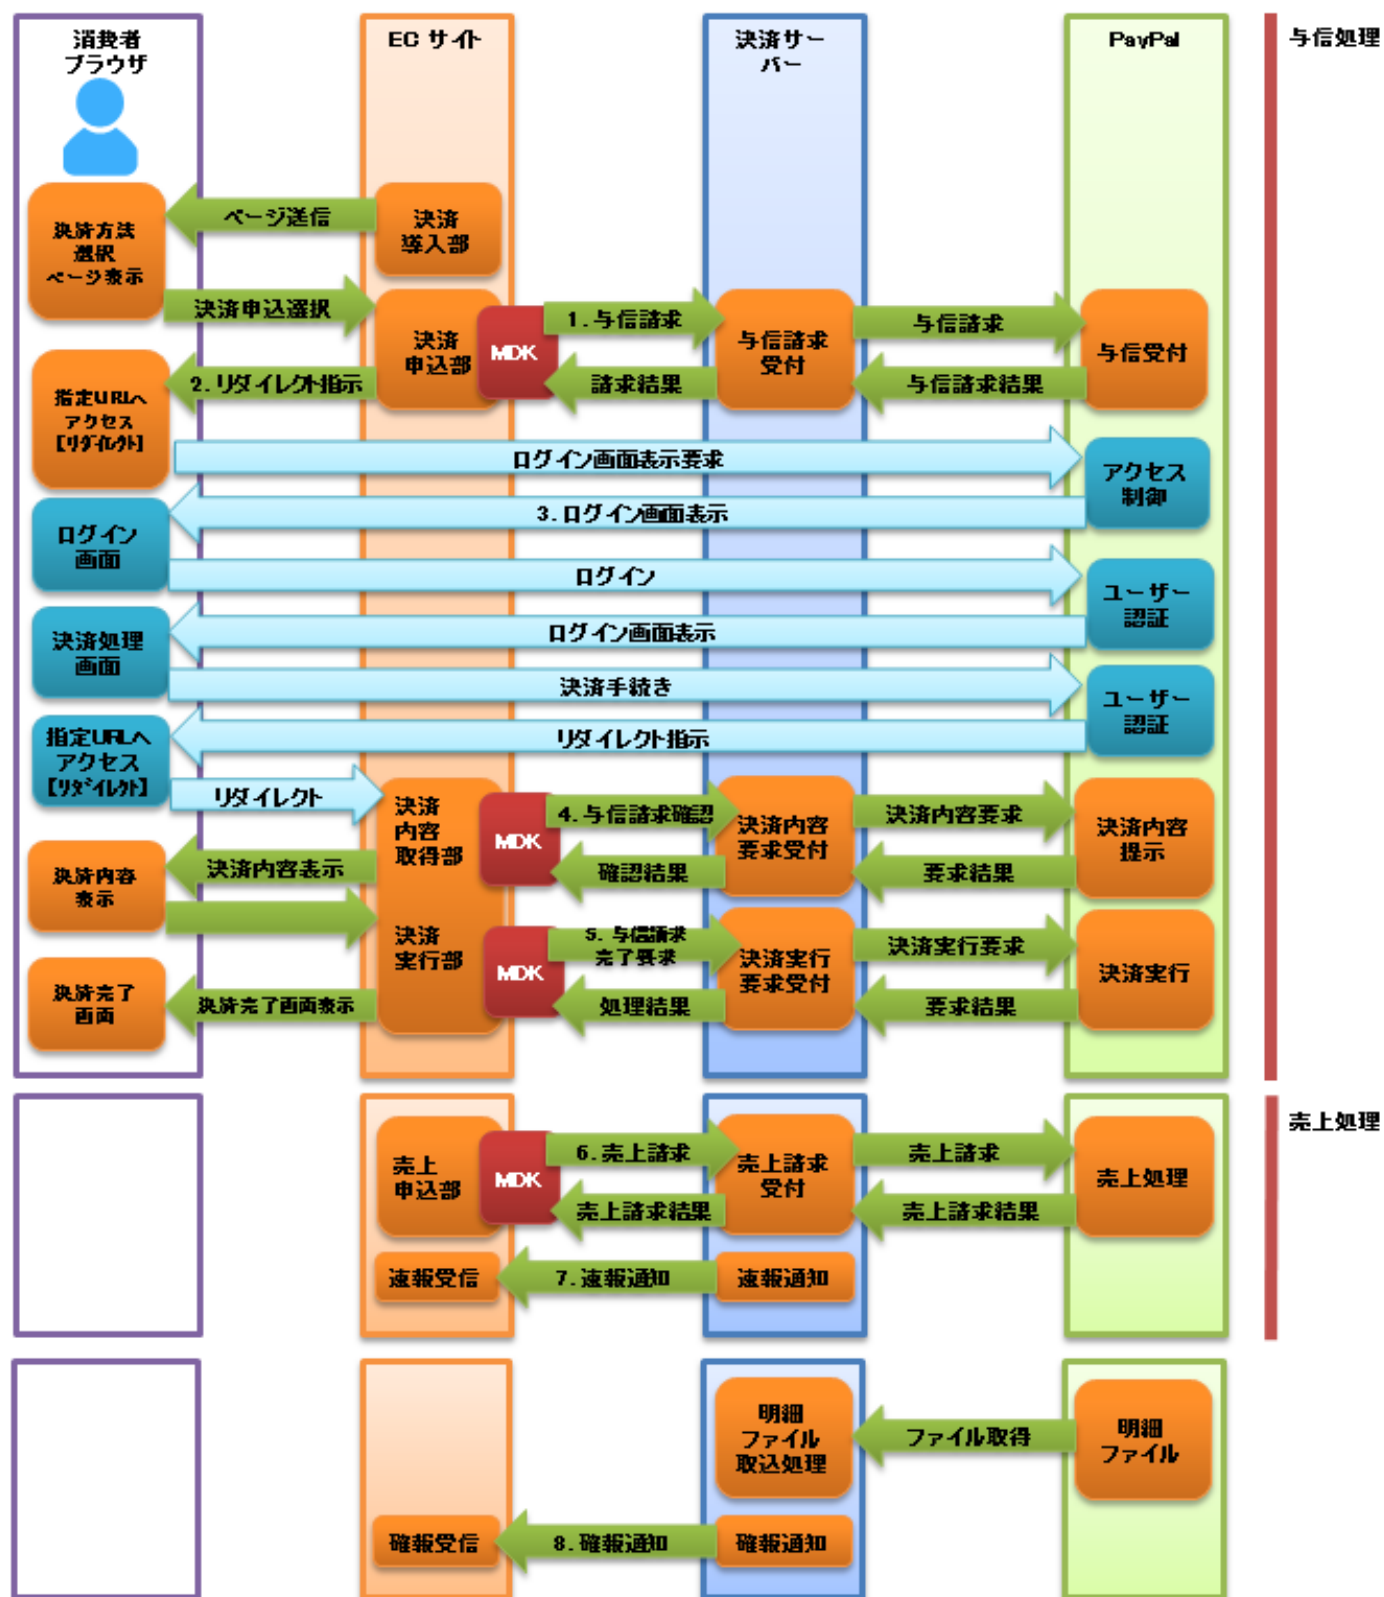 消費者
ブラウザ
EC サイト
決済サー
バー
PayPal
与信処理
決済方法
選択
ページ表示
ページ送信
決済
導入部
決済申込選択
決済
申込部
MDK
1. 与信請求
与信請求
受付
与信請求
与信受付
2. リダイレクト指示
請求結果
与信請求結果
指定URLへ
アクセス
【リダイレクト】
ログイン画面表示要求
アクセス
制御
3. ログイン画面表示
ログイン
画面
ログイン
ユーザー
認証
ログイン画面表示
決済処理
画面
決済手続き
ユーザー
認証
リダイレクト指示
指定URLへ
アクセス
【リダイレクト】
リダイレクト
決済
内容
取得部
MDK
4. 与信請求確認
決済内容
要求受付
決済内容要求
決済内容
提示
決済内容表示
確認結果
要求結果
決済内容
表示
決済
実行部
MDK
5. 与信請求
完了要求
決済実行
要求受付
決済実行要求
決済実行
決済完了
画面
決済完了画面表示
処理結果
要求結果
売上処理
売上
申込部
MDK
6. 売上請求
売上請求
受付
売上請求
売上処理
売上請求結果
売上請求結果
速報受信
7. 速報通知
速報通知
明細
ファイル
取込処理
ファイル取得
明細
ファイル
確報受信
8. 確報通知
確報通知